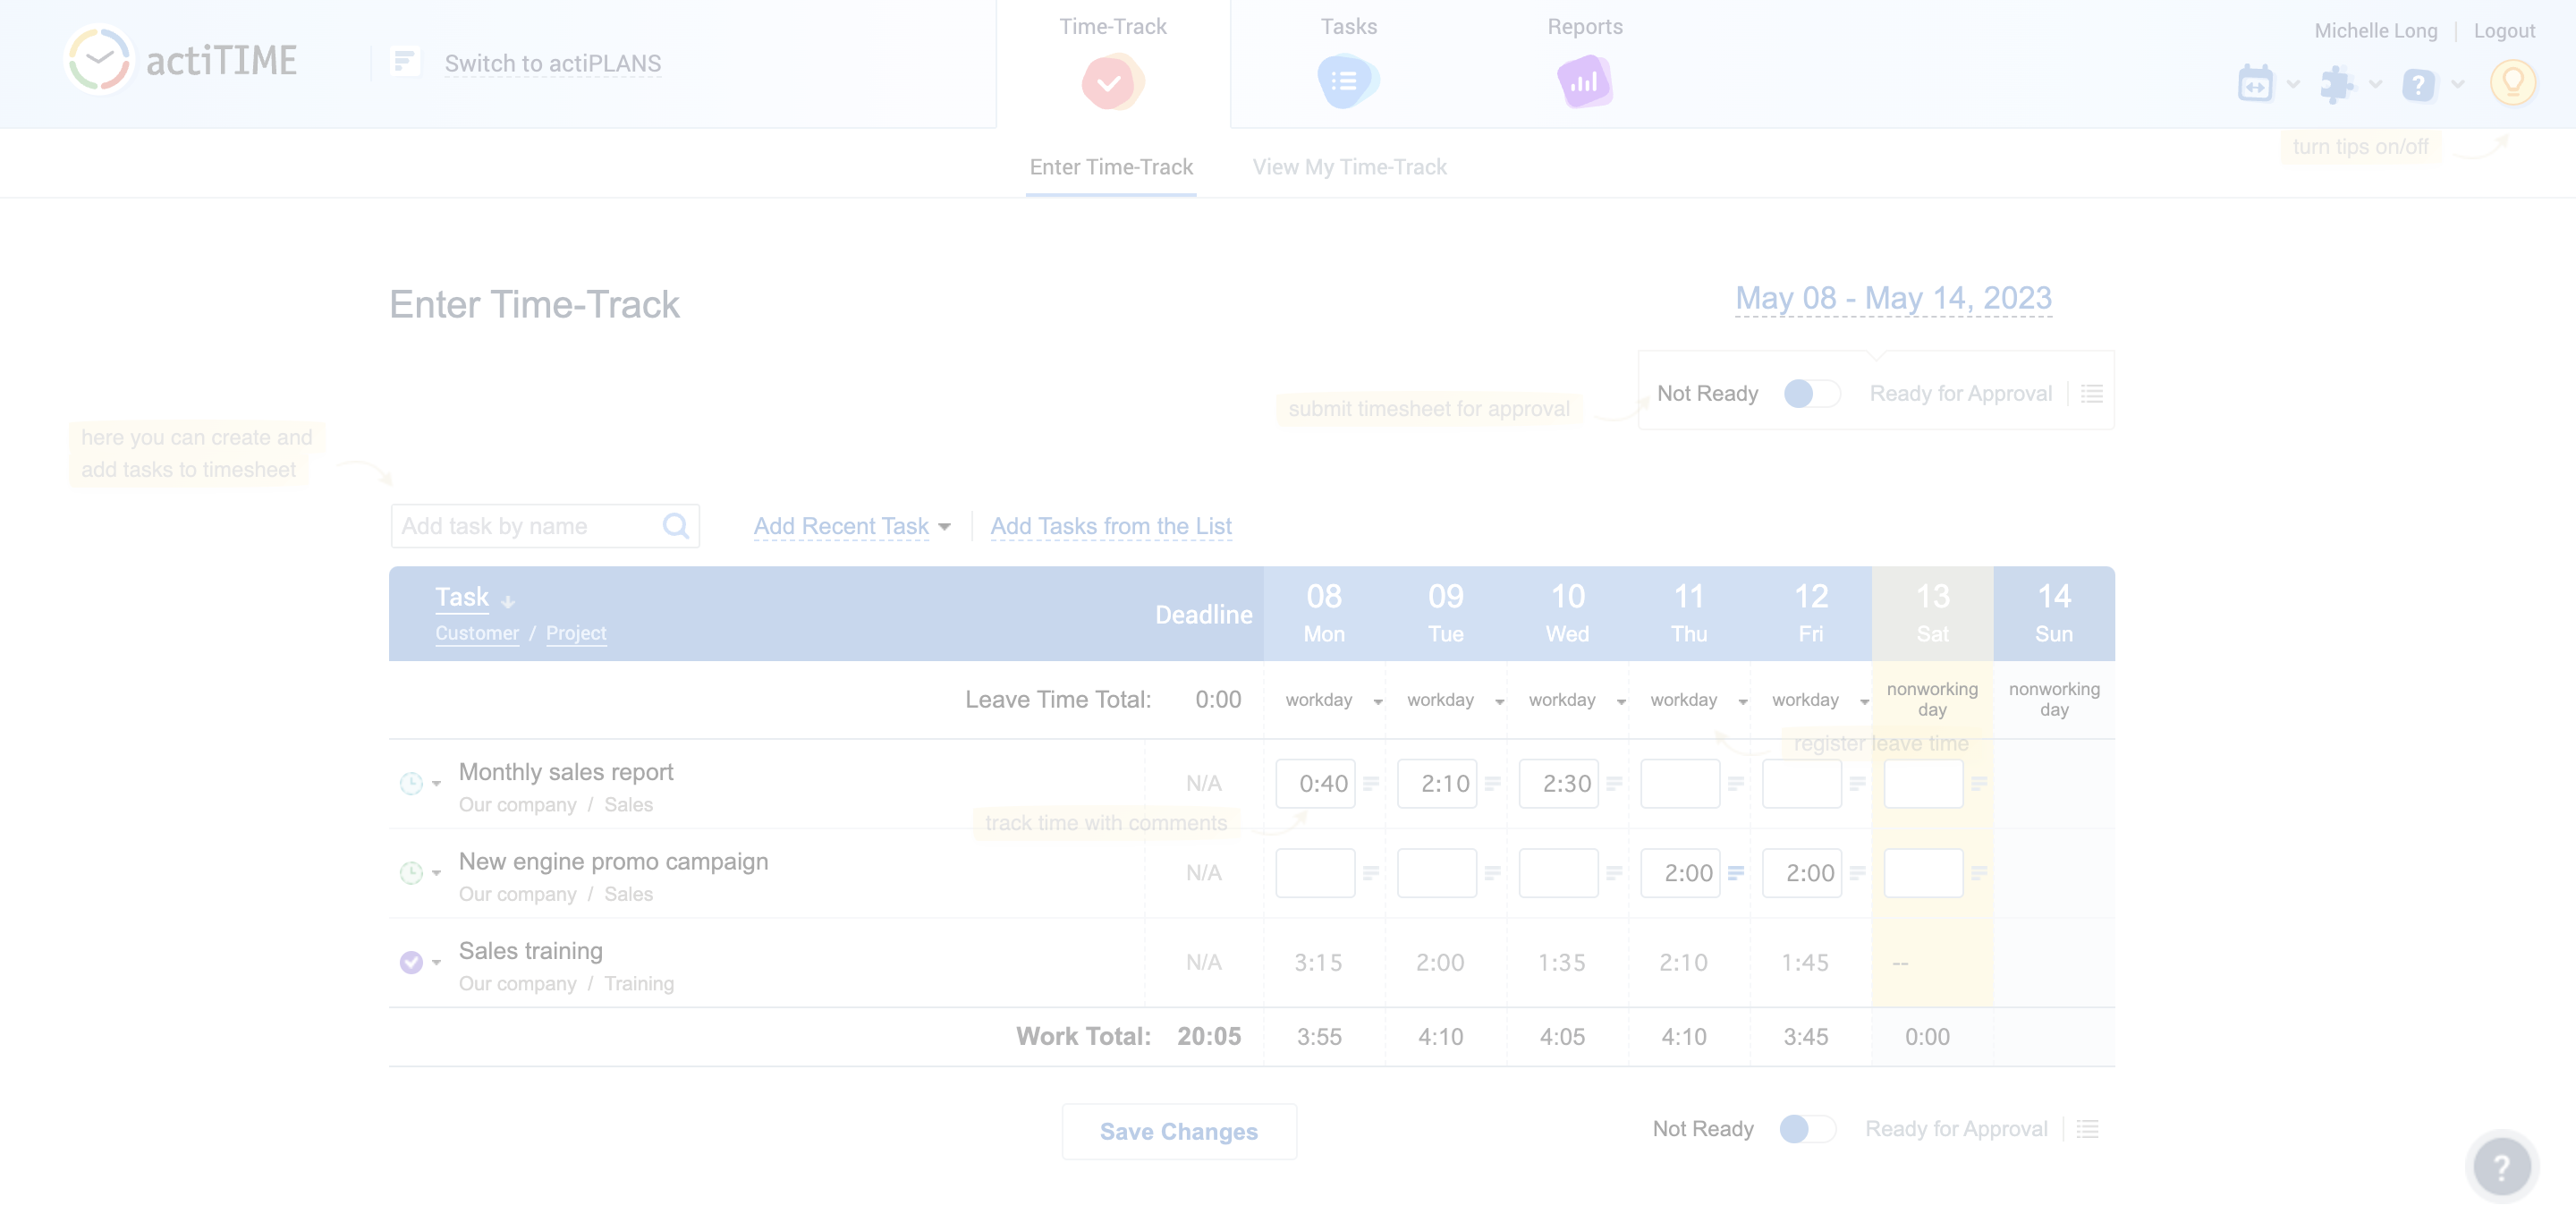 actiTIME
Switch to actiPLANS
Time-Track
Tasks
Reports
Michelle Long
Logout
Enter Time-Track
View My Time-Track
turn tips on/off
Enter Time-Track
May 08 - May 14, 2023
submit timesheet for approval
Not Ready
Ready for Approval
here you can create and
add tasks to timesheet
Add task by name
Add Recent Task
Add Tasks from the List
Task
Customer / Project
Deadline
08 09 10 11 12 13 14
Mon Tue Wed Thu Fri Sat Sun
Leave Time Total: 0:00 workday workday workday workday workday nonworking day nonworking day
register leave time
Monthly sales report
Our company / Sales
N/A 0:40 2:10 2:30
track time with comments
New engine promo campaign
Our company / Sales
N/A 2:00 2:00
Sales training
Our company / Training
N/A 3:15 2:00 1:35 2:10 1:45 --
Work Total: 20:05 3:55 4:10 4:05 4:10 3:45 0:00
Save Changes
Not Ready
Ready for Approval
?